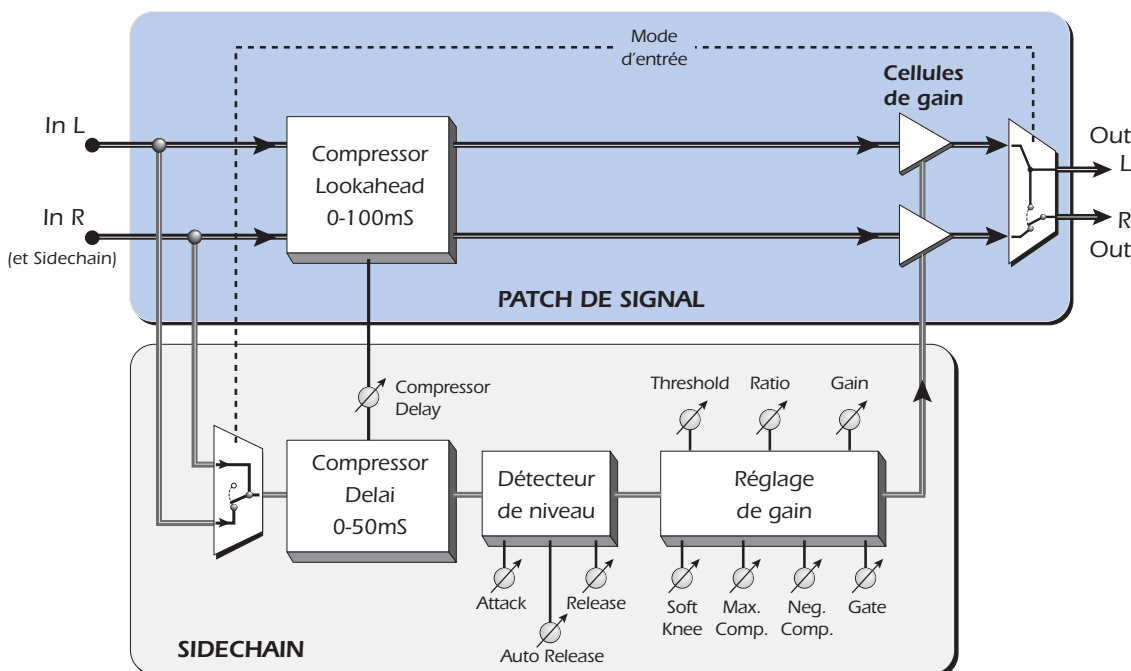 Mode
d'entrée
Cellules
de gain
In L
Compressor
Lookahead
0-100mS
Out
L
In R
(et Sidechain)
R
Out
PATCH DE SIGNAL
Compressor
Delay
Threshold
Ratio
Gain
Compressor
Delai
0-50mS
Détecteur
de niveau
Réglage
de gain
Attack
Release
Auto Release
Soft
Knee
Max.
Comp.
Neg.
Comp.
Gate
SIDECHAIN